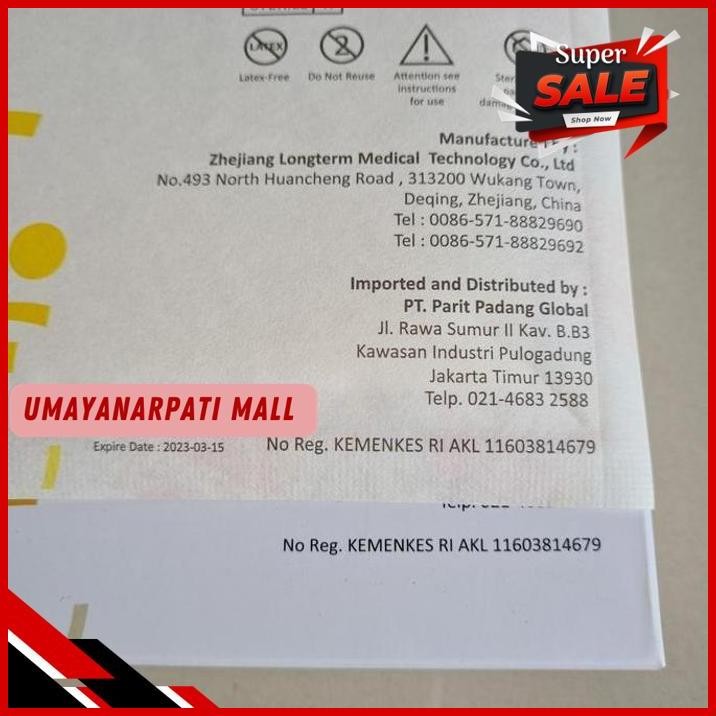 LATEX
2
Latex-Free
Do Not Reuse
Attention see
instructions
for use
Super
SALE
Shop Now
Zhejiang Longterm Medical Technology Co., Ltd
No.493 North Huancheng Road , 313200 Wukang Town,
Deqing, Zhejiang, China
Tel : 0086-571-88829690
Tel : 0086-571-88829692
Imported and Distributed by :
PT. Parit Padang Global
Jl. Rawa Sumur II Kav. B.B3
Kawasan Industri Pulogadung
Jakarta Timur 13930
Telp. 021-4683 2588
UMAYANARPATI MALL
Expire Date : 2023-03-15
No Reg. KEMENKES RI AKL 11603814679
No Reg. KEMENKES RI AKL 11603814679